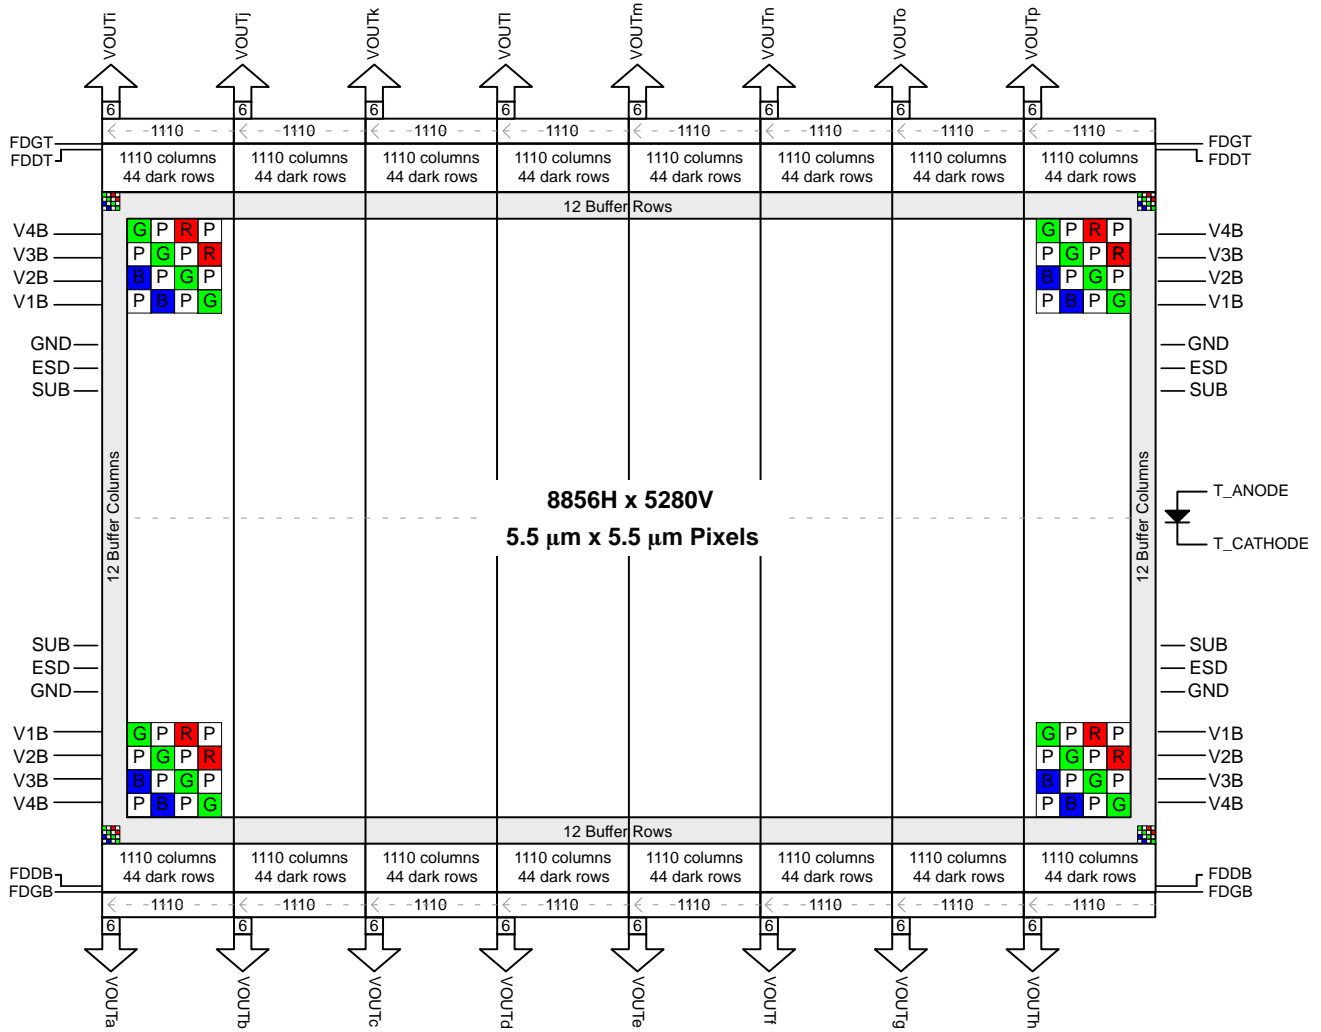 VOUTi VOUTj VOUTk VOUTl VOUTm VOUTn VOUTo VOUTp
6 6 6 6 6 6 6 6
1110 1110 1110 1110 1110 1110 1110 1110
FDGT FDGT
FDDT FDDT
1110 columns 1110 columns 1110 columns 1110 columns 1110 columns 1110 columns 1110 columns 1110 columns
44 dark rows 44 dark rows 44 dark rows 44 dark rows 44 dark rows 44 dark rows 44 dark rows 44 dark rows
12 Buffer Rows
V4B G P R P G P R P V4B
V3B P G P R P G P R V3B
V2B B P G P B P G P V2B
V1B P B P G P B P G V1B
GND GND
ESD ESD
SUB SUB
12 Buffer Columns
12 Buffer Columns
8856H x 5280V
5.5 μm x 5.5 μm Pixels
T_ANODE
T_CATHODE
SUB SUB
ESD ESD
GND GND
V1B G P R P G P R P V1B
V2B P G P R P G P R V2B
V3B B P G P B P G P V3B
V4B P B P G P B P G V4B
12 Buffer Rows
1110 columns 1110 columns 1110 columns 1110 columns 1110 columns 1110 columns 1110 columns 1110 columns
44 dark rows 44 dark rows 44 dark rows 44 dark rows 44 dark rows 44 dark rows 44 dark rows 44 dark rows
FDDB FDDB
FDGB FDGB
1110 1110 1110 1110 1110 1110 1110 1110
6 6 6 6 6 6 6 6
VOUTa VOUTb VOUTc VOUTd VOUTe VOUTf VOUTg VOUTh